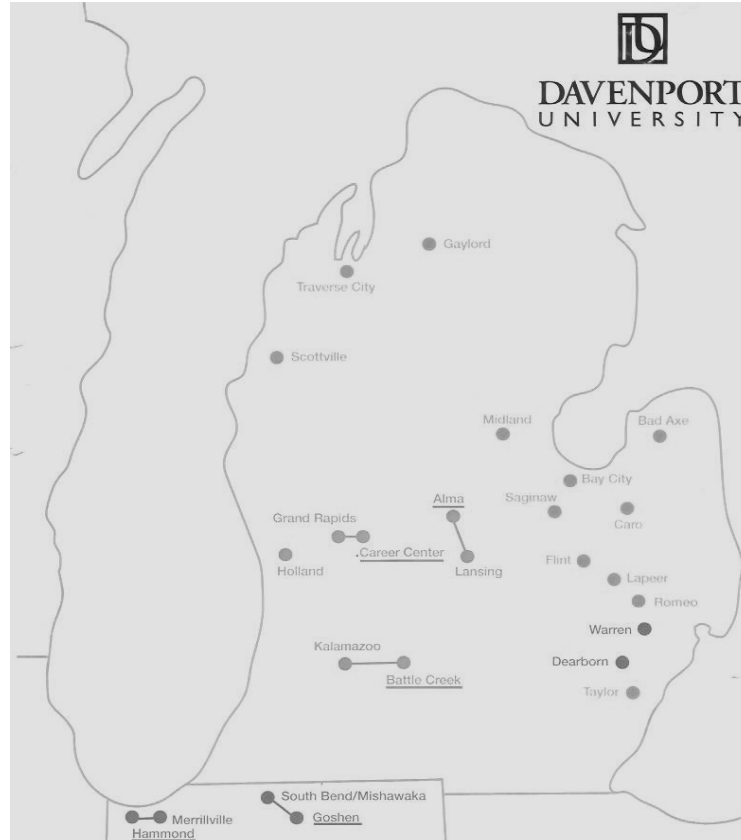 DAVENPORT
UNIVERSITY
Gaylord
Traverse City
Scottville
Midland
Bad Axe
Bay City
Alma
Saginaw
Grand Rapids
Caro
.Career Center
Holland
Lansing
Flint
Lapeer
Romeo
Warren
Kalamazoo
Dearborn
Battle Creek
Taylor
South Bend/Mishawaka
Merrillville
Goshen
Hammond